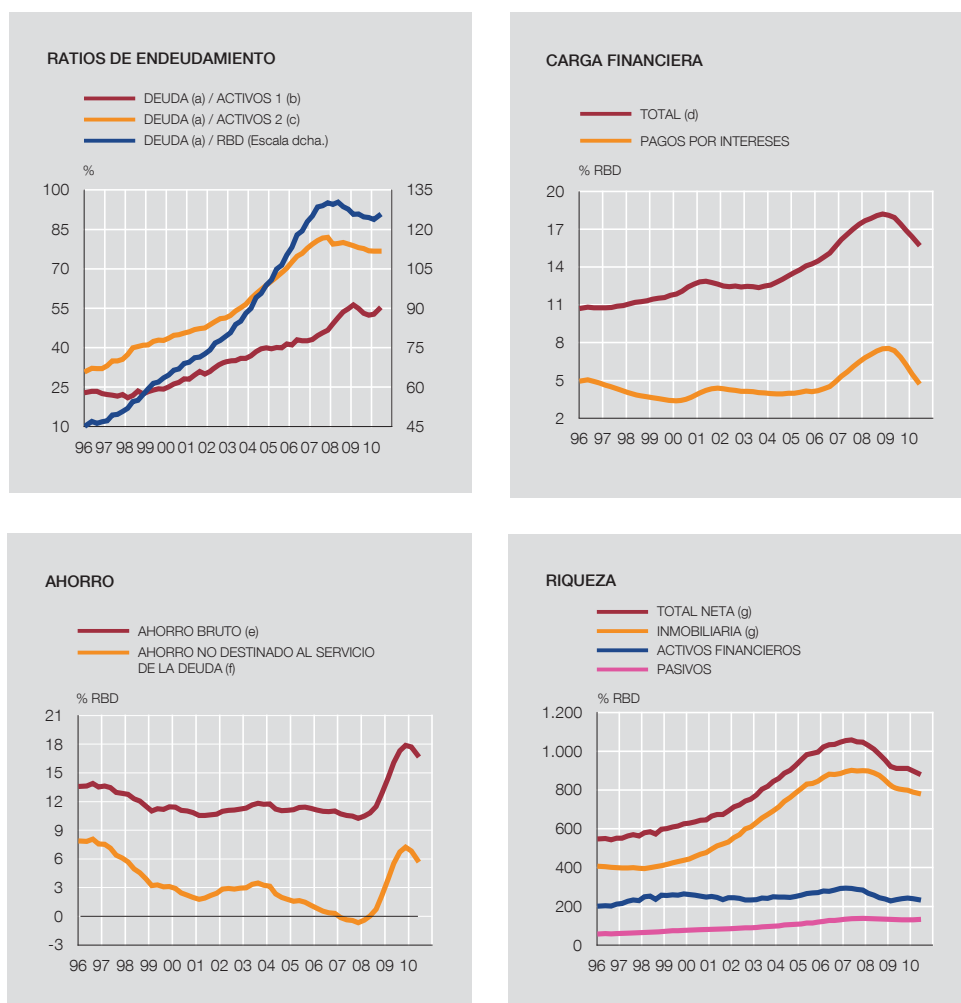 RATIOS DE ENDEUDAMIENTO
DEUDA (a) / ACTIVOS 1 (b)
DEUDA (a) / ACTIVOS 2 (c)
DEUDA (a) / RBD (Escala dcha.)
%
100 135
85 120
70 105
55 90
40 75
25 60
10 45
96 97 98 99 00 01 02 03 04 05 06 07 08 09 10
CARGA FINANCIERA
TOTAL (d)
PAGOS POR INTERESES
% RBD
20
17
14
11
8
5
2
96 97 98 99 00 01 02 03 04 05 06 07 08 09 10
AHORRO
AHORRO BRUTO (e)
AHORRO NO DESTINADO AL SERVICIO
DE LA DEUDA (f)
% RBD
21
18
15
12
9
6
3
0
-3
96 97 98 99 00 01 02 03 04 05 06 07 08 09 10
RIQUEZA
TOTAL NETA (g)
INMOBILIARIA (g)
ACTIVOS FINANCIEROS
PASIVOS
% RBD
1.200
1.000
800
600
400
200
0
96 97 98 99 00 01 02 03 04 05 06 07 08 09 10